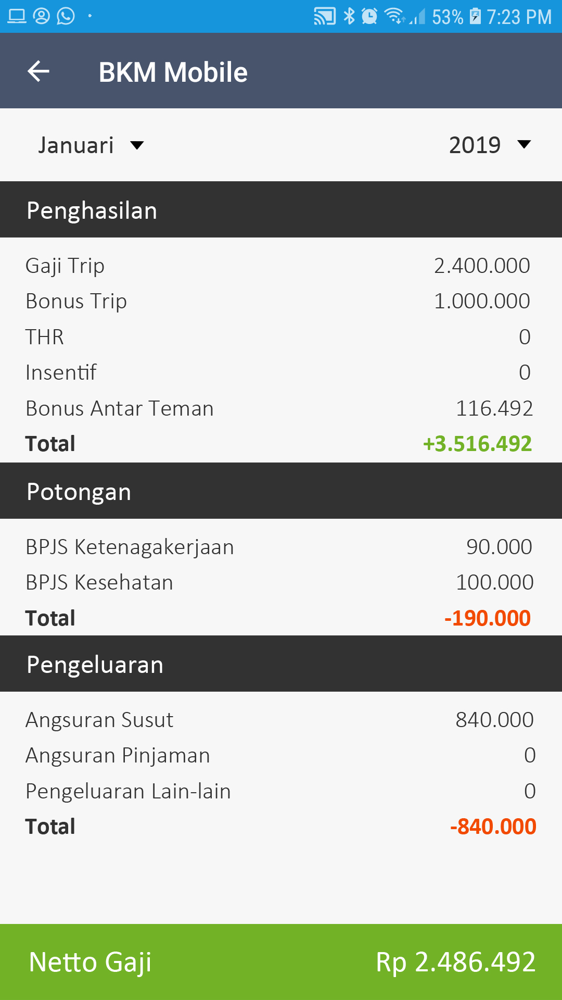 53% 7:23 PM
BKM Mobile
Januari 2019
Penghasilan
Gaji Trip 2.400.000
Bonus Trip 1.000.000
THR 0
Insentif 0
Bonus Antar Teman 116.492
Total +3.516.492
Potongan
BPJS Ketenagakerjaan 90.000
BPJS Kesehatan 100.000
Total -190.000
Pengeluaran
Angsuran Susut 840.000
Angsuran Pinjaman 0
Pengeluaran Lain-lain 0
Total -840.000
Netto Gaji Rp 2.486.492